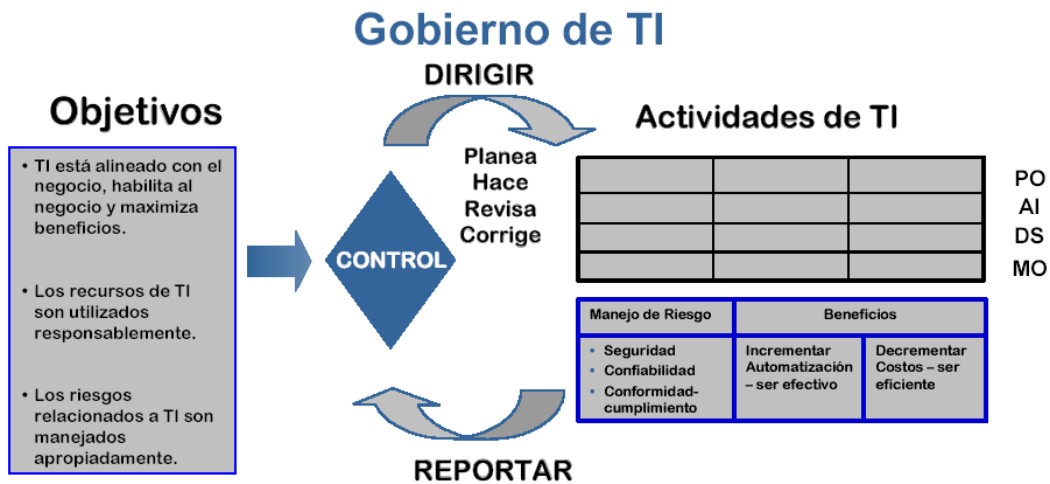 Gobierno de TI
DIRIGIR
Objetivos
Actividades de TI
• TI está alineado con el
negocio, habilita al
negocio y maximiza
beneficios.
• Los recursos de TI
son utilizados
responsablemente.
• Los riesgos
relacionados a TI son
manejados
apropiadamente.
CONTROL
Planea
Hace
Revisa
Corrige
PO
AI
DS
MO
Manejo de Riesgo
Beneficios
• Seguridad
• Confiabilidad
• Conformidad-
cumplimiento
Incrementar
Automatización
– ser efectivo
Decrementar
Costos – ser
eficiente
REPORTAR